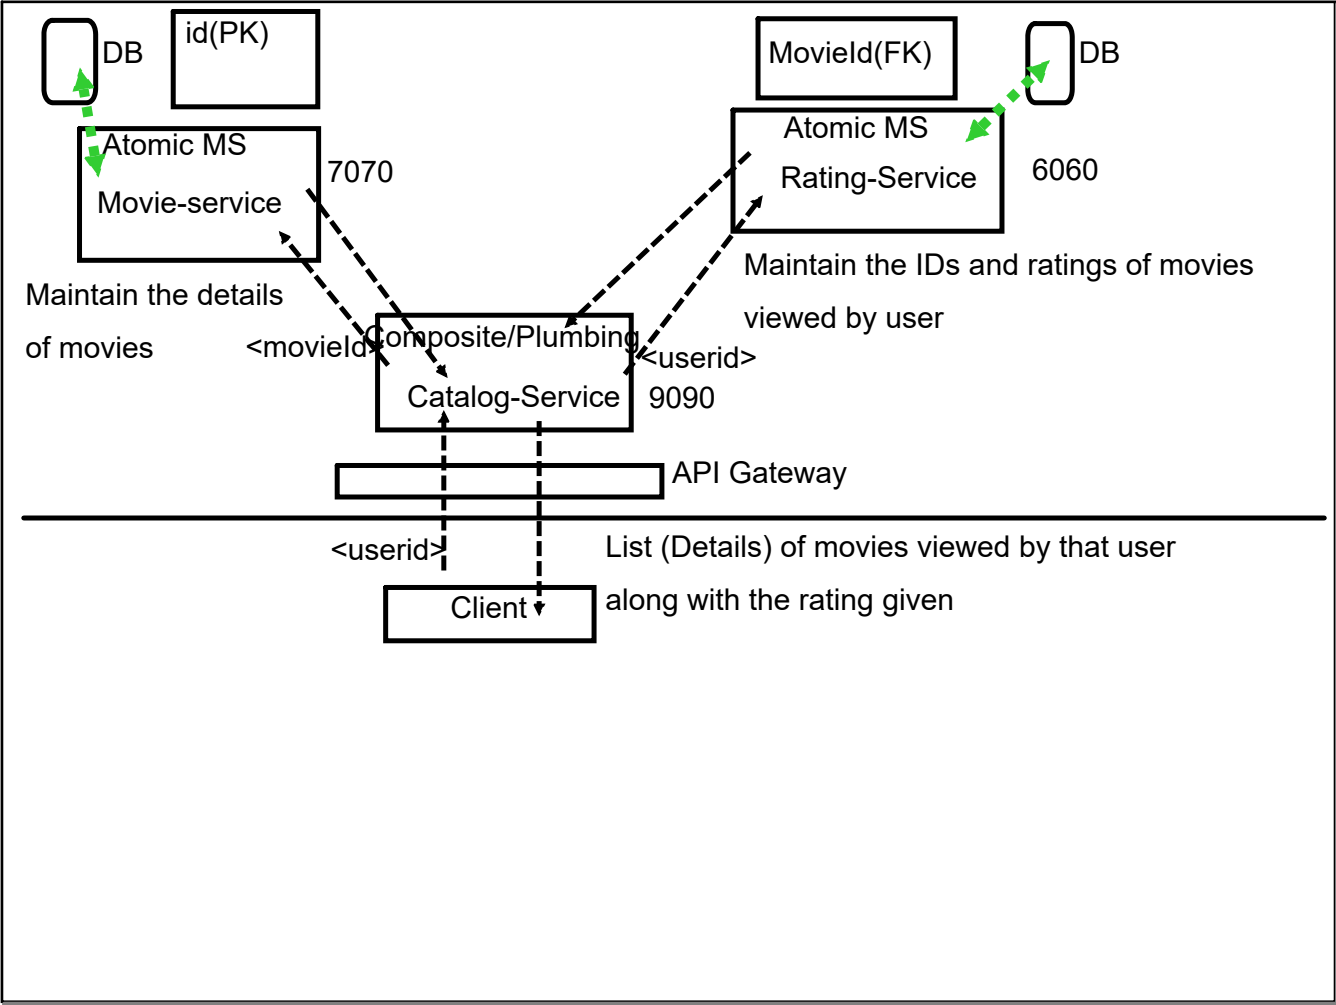 DB
id(PK)
MovieId(FK)
DB
Atomic MS
Movie-service
7070
Atomic MS
Rating-Service
6060
Maintain the details
of movies
Maintain the IDs and ratings of movies
viewed by user
<movieId>
Composite/Plumbing
Catalog-Service
<userid>
9090
API Gateway
<userid>
List (Details) of movies viewed by that user
along with the rating given
Client